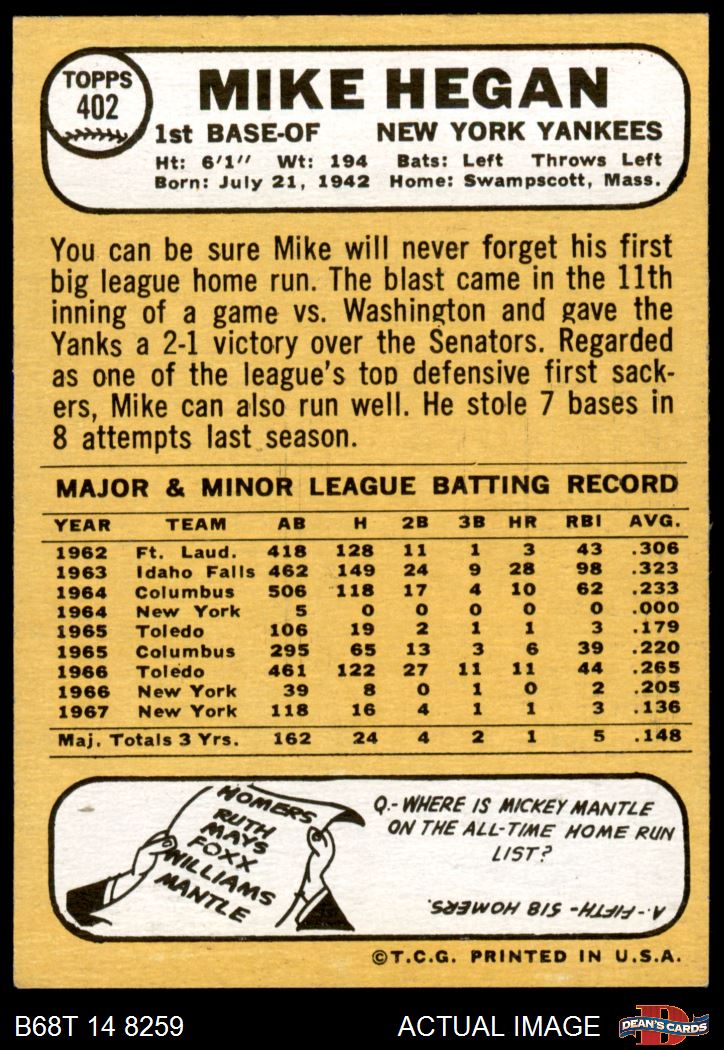 TOPPS
402
MIKE HEGAN
1st BASE-OF NEW YORK YANKEES
Ht: 6'1" Wt: 194 Bats: Left Throws Left
Born: July 21, 1942 Home: Swampscott, Mass.
You can be sure Mike will never forget his first
big league home run. The blast came in the 11th
inning of a game vs. Washington and gave the
Yanks a 2-1 victory over the Senators. Regarded
as one of the league's top defensive first sack-
ers, Mike can also run well. He stole 7 bases in
8 attempts last season.
MAJOR & MINOR LEAGUE BATTING RECORD
YEAR TEAM AB H 2B 3B HR RBI AVG.
1962 Ft. Laud. 418 128 11 1 3 43 .306
1963 Idaho Falls 462 149 24 9 28 98 .323
1964 Columbus 506 118 17 4 10 62 .233
1964 New York 5 0 0 0 0 0 .000
1965 Toledo 106 19 2 1 1 3 .179
1965 Columbus 295 65 13 3 6 39 .220
1966 Toledo 461 122 27 11 11 44 .265
1966 New York 39 8 0 1 0 2 .205
1967 New York 118 16 4 1 1 3 .136
Maj. Totals 3 Yrs. 162 24 4 2 1 5 .148
HOMERS
RUTH
MAYS
FOXX
WILLIAMS
MANTLE
Q.- WHERE IS MICKEY MANTLE
ON THE ALL-TIME HOME RUN
LIST?
A.- FIFTH - 518 HOMERS.
©T.C.G. PRINTED IN U.S.A.
B68T 14 8259 ACTUAL IMAGE
D
DEAN'S CARDS